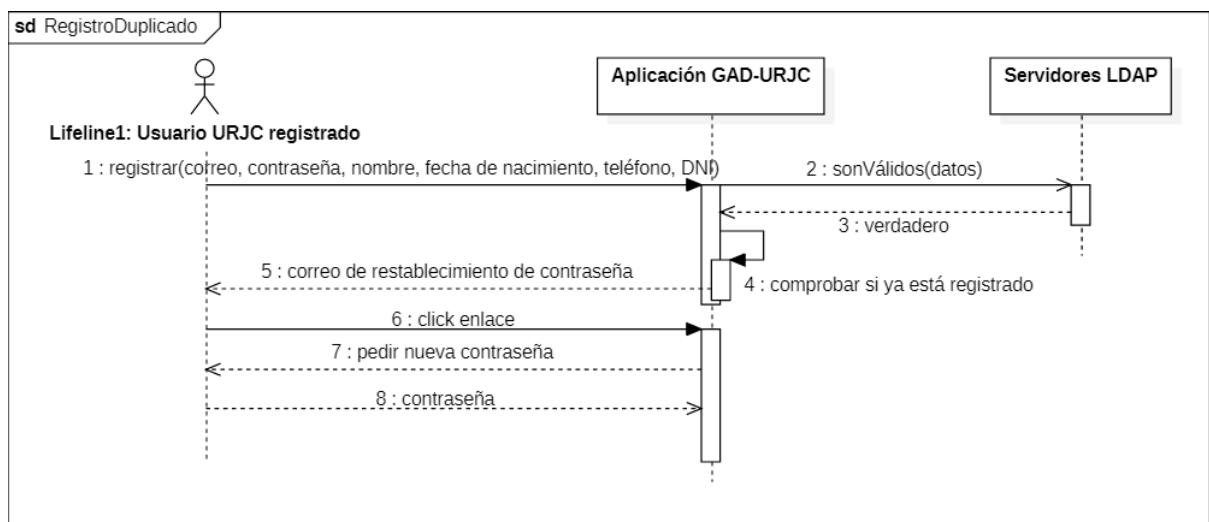 sd RegistroDuplicado
Aplicación GAD-URJC
Servidores LDAP
Lifeline1: Usuario URJC registrado
1 : registrar(correo, contraseña, nombre, fecha de nacimiento, teléfono, DNI)
2 : sonVálidos(datos)
3 : verdadero
5 : correo de restablecimiento de contraseña
4 : comprobar si ya está registrado
6 : click enlace
7 : pedir nueva contraseña
8 : contraseña